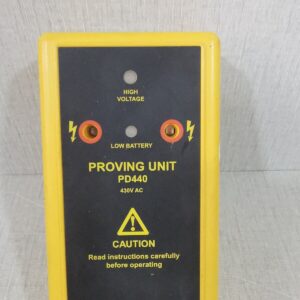 HIGH
VOLTAGE
LOW BATTERY
PROVING UNIT
PD440
430V AC
CAUTION
Read instructions carefully
before operating